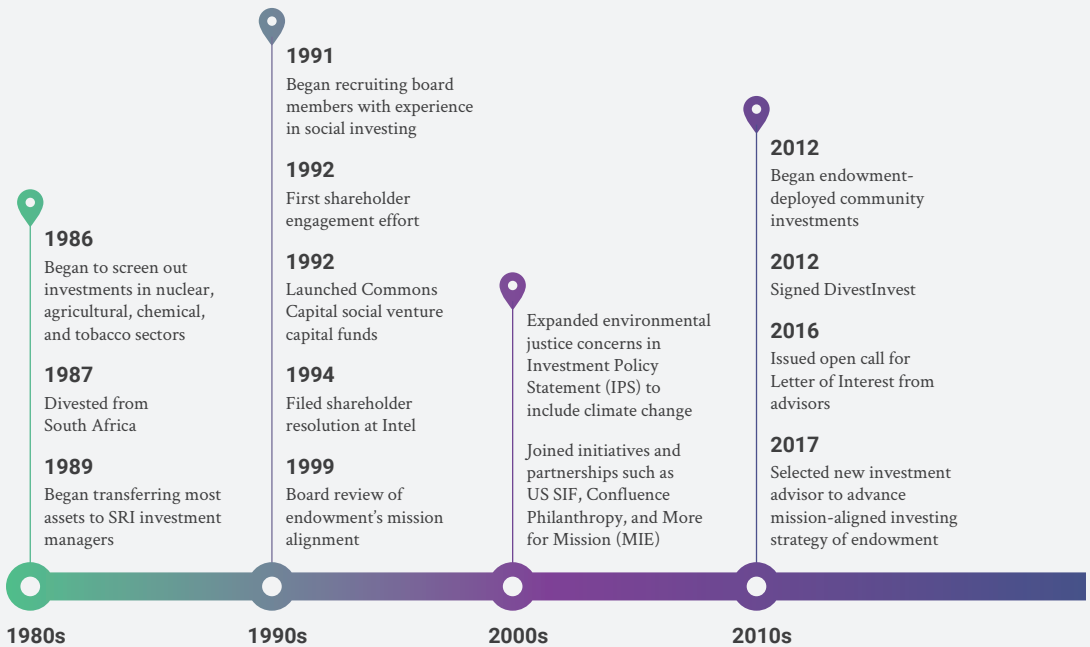 1986
Began to screen out
investments in nuclear,
agricultural, chemical,
and tobacco sectors
1987
Divested from
South Africa
1989
Began transferring most
assets to SRI investment
managers
1980s
1991
Began recruiting board
members with experience
in social investing
1992
First shareholder
engagement effort
1992
Launched Commons
Capital social venture
capital funds
1994
Filed shareholder
resolution at Intel
1999
Board review of
endowment’s mission
alignment
1990s
Expanded environmental
justice concerns in
Investment Policy
Statement (IPS) to
include climate change
Joined initiatives and
partnerships such as
US SIF, Confluence
Philanthropy, and More
for Mission (MIE)
2000s
2012
Began endowment-
deployed community
investments
2012
Signed DivestInvest
2016
Issued open call for
Letter of Interest from
advisors
2017
Selected new investment
advisor to advance
mission-aligned investing
strategy of endowment
2010s